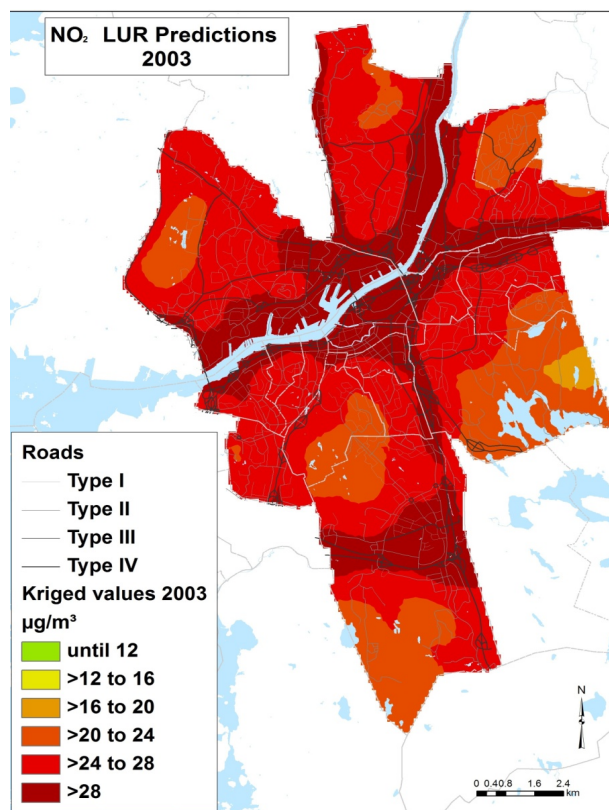 NO₂ LUR Predictions
2003
Roads
Type I
Type II
Type III
Type IV
Kriged values 2003
µg/m³
until 12
>12 to 16
>16 to 20
>20 to 24
>24 to 28
>28
N
0 0.40.8 1.6 2.4
km